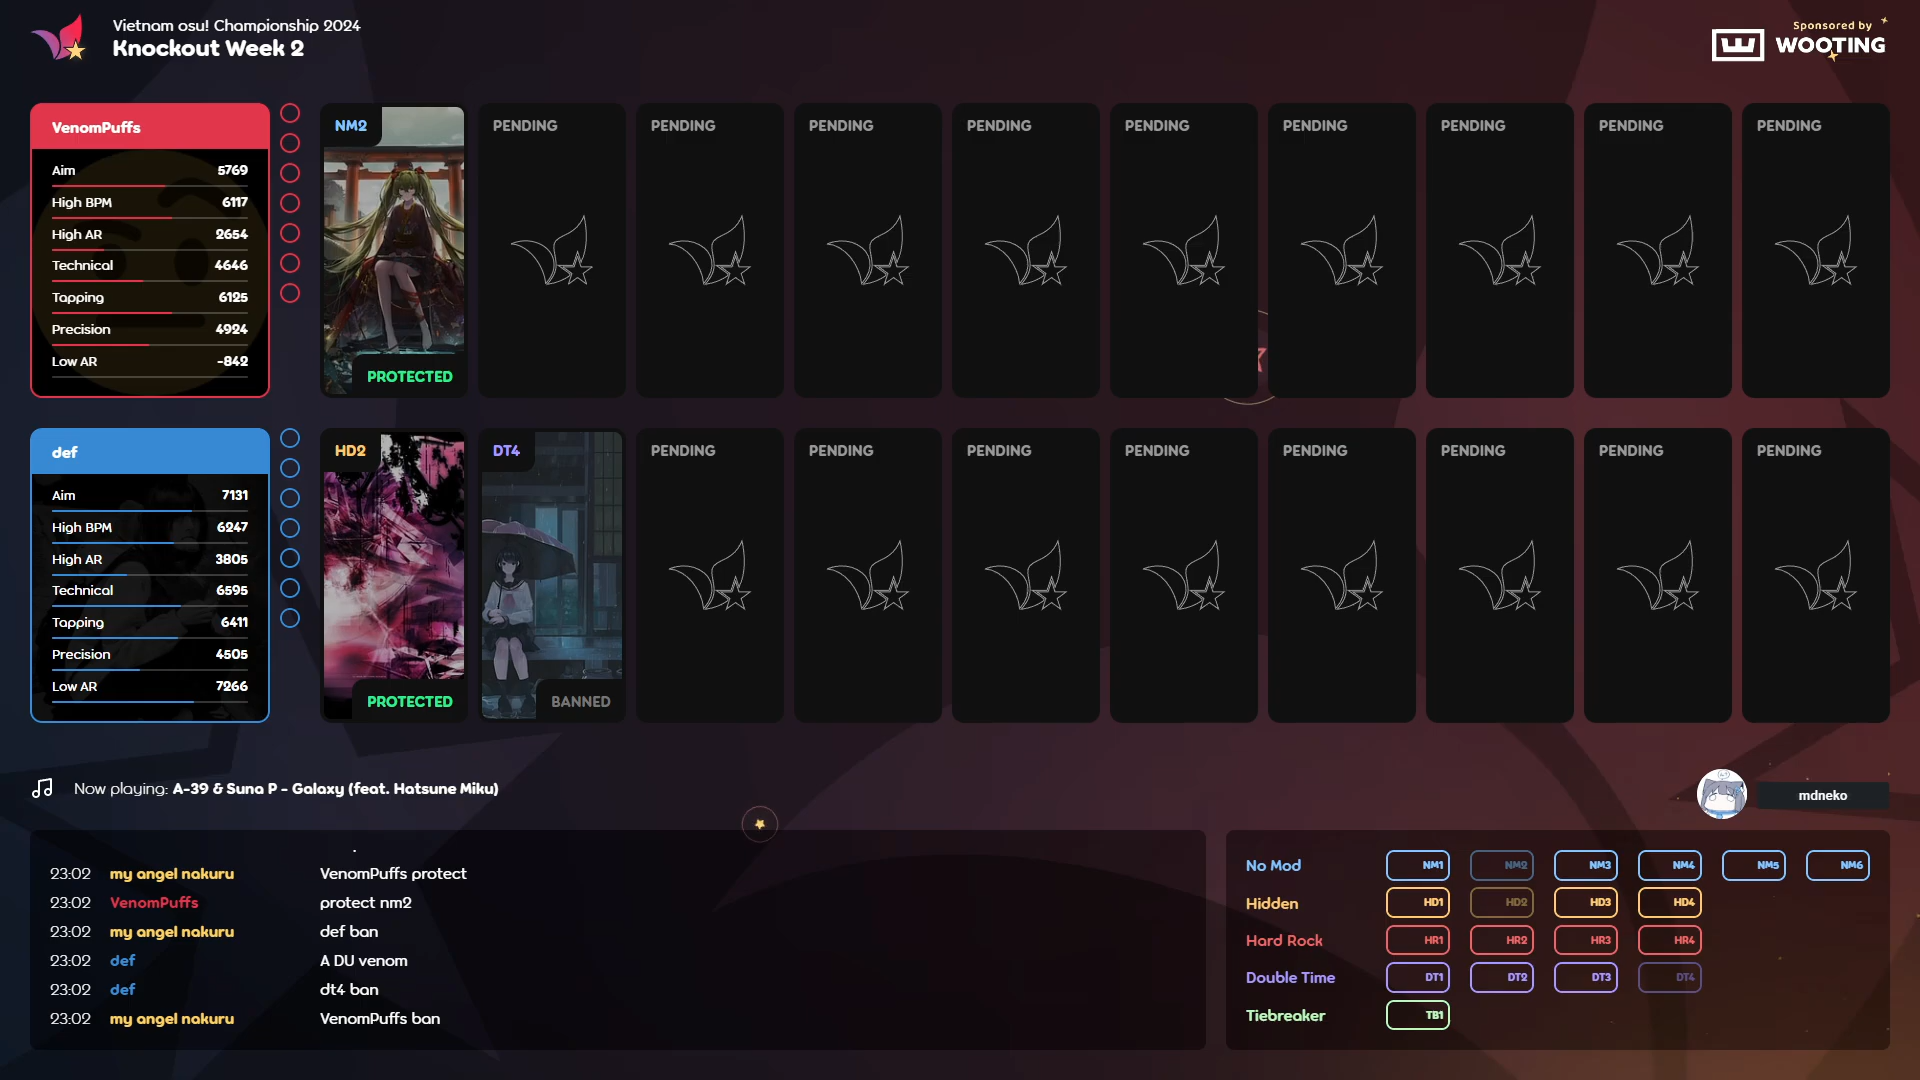 Vietnam osu! Championship 2024
Knockout Week 2
Sponsored by
WOOTING
VenomPuffs
Aim 5769
High BPM 6117
High AR 2654
Technical 4646
Tapping 6125
Precision 4924
Low AR -842
NM2
PROTECTED
PENDING
PENDING
PENDING
PENDING
PENDING
PENDING
PENDING
PENDING
PENDING
def
Aim 7131
High BPM 6247
High AR 3805
Technical 6595
Tapping 6411
Precision 4505
Low AR 7266
HD2
PROTECTED
DT4
BANNED
PENDING
PENDING
PENDING
PENDING
PENDING
PENDING
PENDING
PENDING
Now playing: A-39 & Suna P - Galaxy (feat. Hatsune Miku)
mdneko
23:02 my angel nakuru VenomPuffs protect
23:02 VenomPuffs protect nm2
23:02 my angel nakuru def ban
23:02 def A DU venom
23:02 def dt4 ban
23:02 my angel nakuru VenomPuffs ban
No Mod NM1 NM2 NM3 NM4 NM5 NM6
Hidden HD1 HD2 HD3 HD4
Hard Rock HR1 HR2 HR3 HR4
Double Time DT1 DT2 DT3 DT4
Tiebreaker TB1